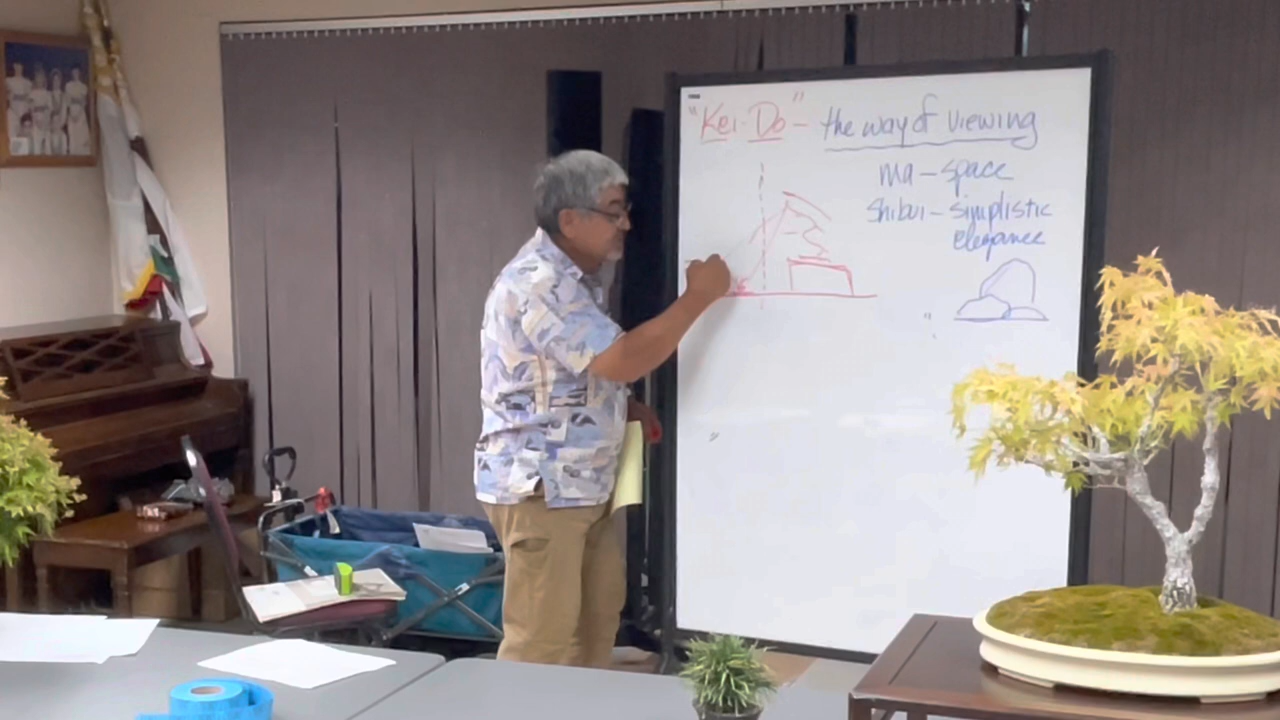 "Kei-Do" - the way of viewing
ma - space
Shibui - simplistic
elegance